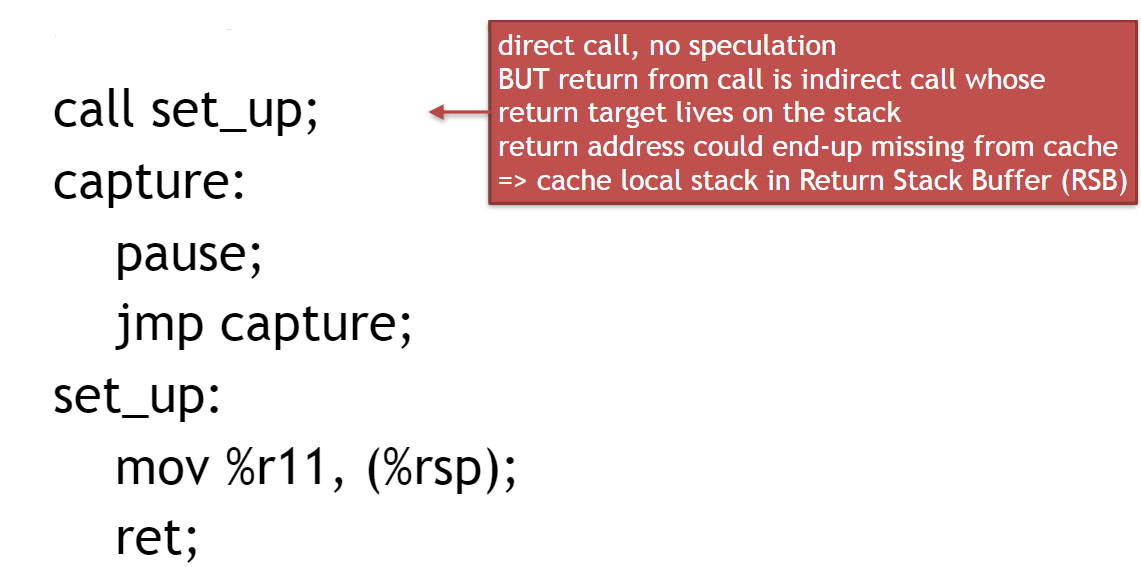 direct call, no speculation
BUT return from call is indirect call whose
return target lives on the stack
return address could end-up missing from cache
=> cache local stack in Return Stack Buffer (RSB)
call set_up;
capture:
pause;
jmp capture;
set_up:
mov %r11, (%rsp);
ret;